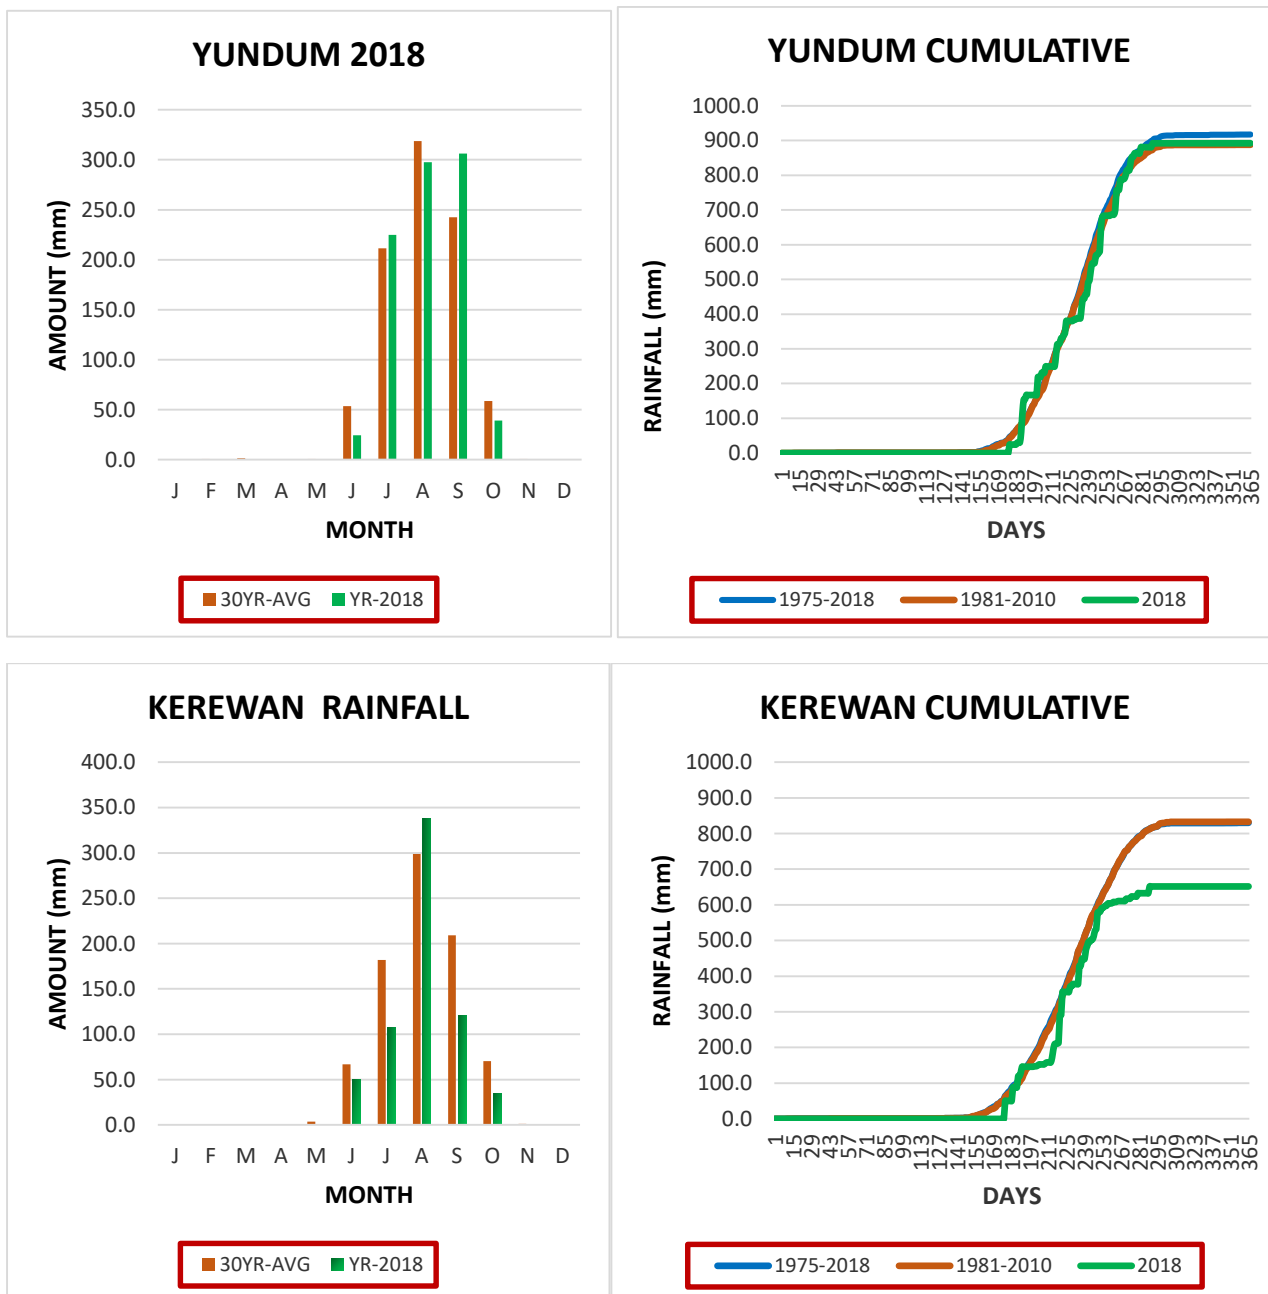 YUNDUM 2018
350.0
300.0
250.0
200.0
150.0
100.0
50.0
0.0
AMOUNT (mm)
J F M A M J J A S O N D
MONTH
30YR-AVG YR-2018
YUNDUM CUMULATIVE
1000.0
900.0
800.0
700.0
600.0
500.0
400.0
300.0
200.0
100.0
0.0
RAINFALL (mm)
1 15 29 43 57 71 85 99 113 127 141 155 169 183 197 211 225 239 253 267 281 295 309 323 337 351 365
DAYS
1975-2018 1981-2010 2018
KEREWAN RAINFALL
400.0
350.0
300.0
250.0
200.0
150.0
100.0
50.0
0.0
AMOUNT (mm)
J F M A M J J A S O N D
MONTH
30YR-AVG YR-2018
KEREWAN CUMULATIVE
1000.0
900.0
800.0
700.0
600.0
500.0
400.0
300.0
200.0
100.0
0.0
RAINFALL (mm)
1 15 29 43 57 71 85 99 113 127 141 155 169 183 197 211 225 239 253 267 281 295 309 323 337 351 365
DAYS
1975-2018 1981-2010 2018